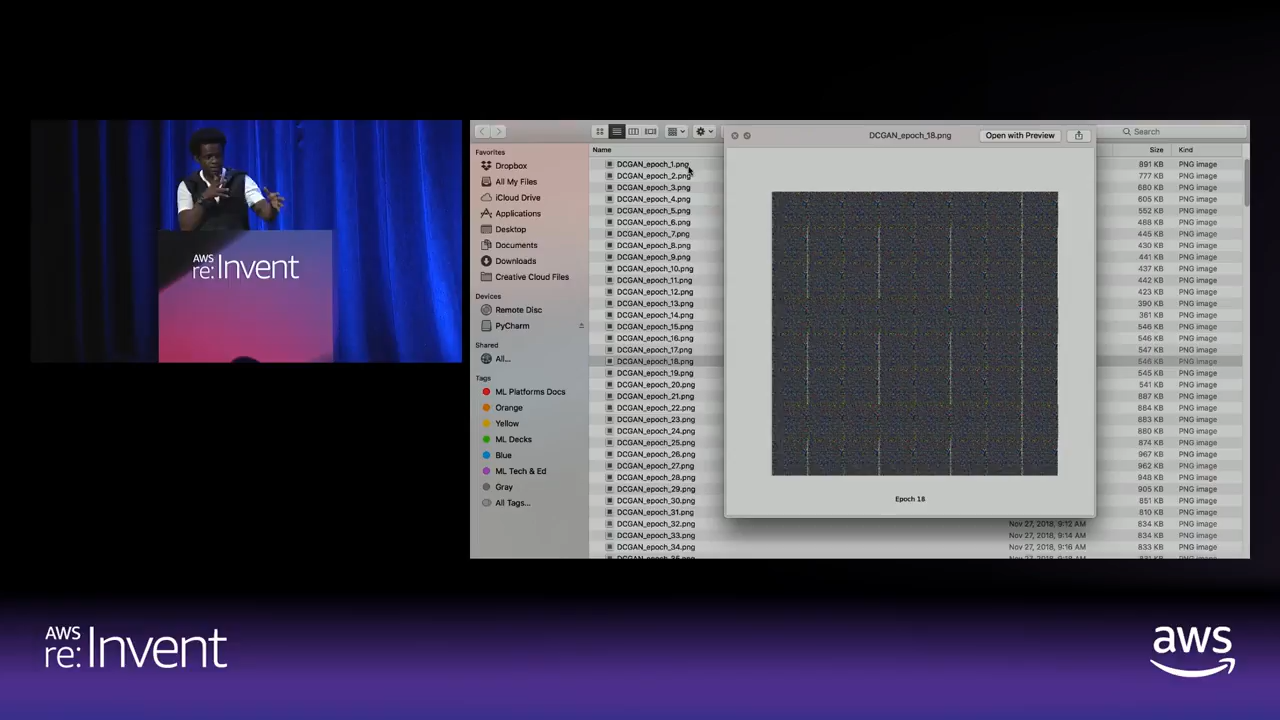 AWS
re:Invent
DCGAN_epoch_18.png
Open with Preview
Search
Favorites
Dropbox
All My Files
iCloud Drive
Applications
Desktop
Documents
Downloads
Creative Cloud Files
Devices
Remote Disc
PyCharm
Shared
All...
Tags
ML Platforms Docs
Orange
Yellow
ML Decks
Blue
ML Tech & Ed
Gray
All Tags...
Name Size Kind
DCGAN_epoch_1.png 891 KB PNG image
DCGAN_epoch_2.png 777 KB PNG image
DCGAN_epoch_3.png 680 KB PNG image
DCGAN_epoch_4.png 605 KB PNG image
DCGAN_epoch_5.png 552 KB PNG image
DCGAN_epoch_6.png 488 KB PNG image
DCGAN_epoch_7.png 445 KB PNG image
DCGAN_epoch_8.png 430 KB PNG image
DCGAN_epoch_9.png 441 KB PNG image
DCGAN_epoch_10.png 437 KB PNG image
DCGAN_epoch_11.png 442 KB PNG image
DCGAN_epoch_12.png 423 KB PNG image
DCGAN_epoch_13.png 390 KB PNG image
DCGAN_epoch_14.png 361 KB PNG image
DCGAN_epoch_15.png 546 KB PNG image
DCGAN_epoch_16.png 546 KB PNG image
DCGAN_epoch_17.png 547 KB PNG image
DCGAN_epoch_18.png 546 KB PNG image
DCGAN_epoch_19.png 545 KB PNG image
DCGAN_epoch_20.png 541 KB PNG image
DCGAN_epoch_21.png 887 KB PNG image
DCGAN_epoch_22.png 884 KB PNG image
DCGAN_epoch_23.png 883 KB PNG image
DCGAN_epoch_24.png 880 KB PNG image
DCGAN_epoch_25.png 874 KB PNG image
DCGAN_epoch_26.png 967 KB PNG image
DCGAN_epoch_27.png 962 KB PNG image
DCGAN_epoch_28.png 948 KB PNG image
DCGAN_epoch_29.png 905 KB PNG image
DCGAN_epoch_30.png 851 KB PNG image
DCGAN_epoch_31.png 810 KB PNG image
DCGAN_epoch_32.png Nov 27, 2018, 9:12 AM 834 KB PNG image
DCGAN_epoch_33.png Nov 27, 2018, 9:14 AM 834 KB PNG image
DCGAN_epoch_34.png Nov 27, 2018, 9:16 AM 833 KB PNG image
Epoch 18
AWS
re:Invent
aws